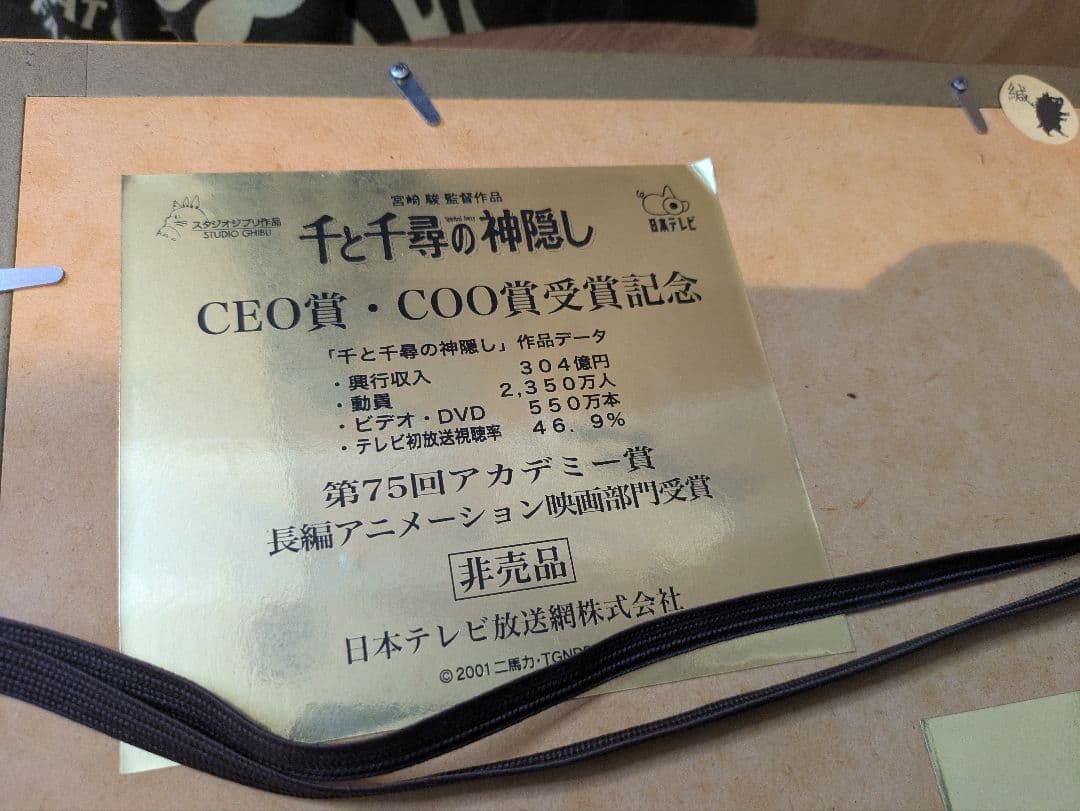 宮崎 駿 監督作品
スタジオジブリ作品
STUDIO GHIBLI
千と千尋の神隠し
日本テレビ
CEO賞・COO賞受賞記念
「千と千尋の神隠し」作品データ
・興行収入 304億円
・動員 2,350万人
・ビデオ・DVD 550万本
・テレビ初放送視聴率 46.9%
第75回アカデミー賞
長編アニメーション映画部門受賞
非売品
日本テレビ放送網株式会社
©2001 二馬力・TGND
緘